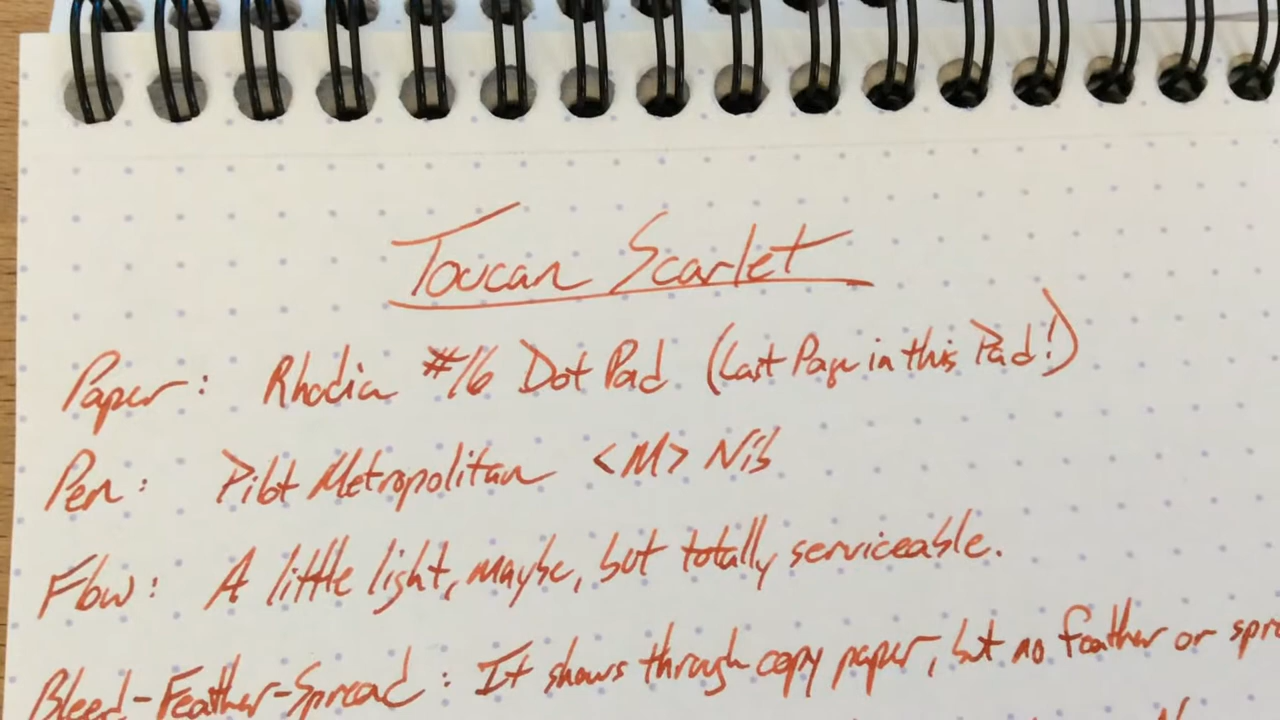 Toucan Scarlet
Paper: Rhodia #16 Dot Pad (Last Page in this Pad!)
Pen: Pilot Metropolitan <M> Nib
Flow: A little light, maybe, but totally serviceable.
Bleed-Feather-Spread: It shows through copy paper, but no feather or spre